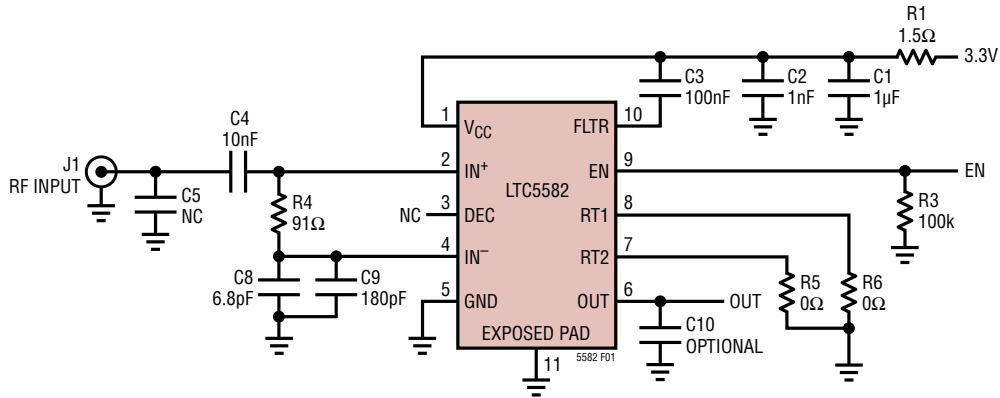 R1
1.5Ω
3.3V
C3
100nF
C2
1nF
C1
1µF
C4
10nF
1
VCC
FLTR
10
J1
RF INPUT
2
IN+
EN
9
EN
C5
NC
R4
91Ω
NC
3
DEC
LTC5582
RT1
8
R3
100k
4
IN−
RT2
7
C8
6.8pF
C9
180pF
5
GND
OUT
6
OUT
R5
0Ω
R6
0Ω
EXPOSED PAD
C10
OPTIONAL
5582 F01
11